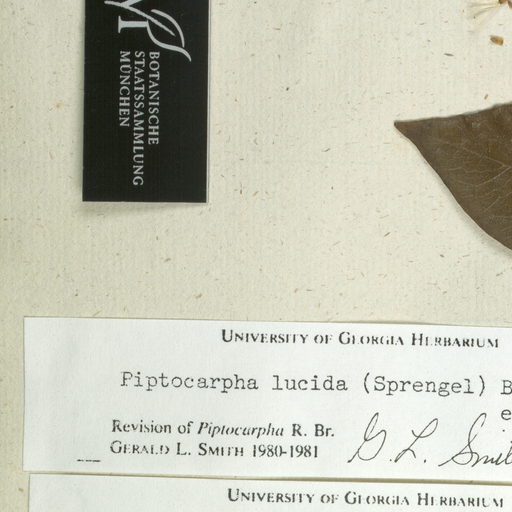 BOTANISCHE
STAATSSAMMLUNG
MÜNCHEN
UNIVERSITY OF GEORGIA HERBARIUM
Piptocarpha lucida (Sprengel) B
e
Revision of Piptocarpha R. Br.
GERALD L. SMITH 1980-1981
G. L. Smit
UNIVERSITY OF GEORGIA HERBARIUM